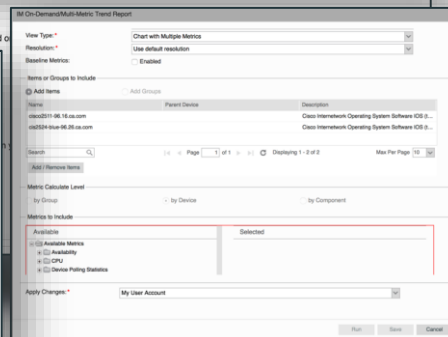 IM On-Demand/Multi-Metric Trend Report
View Type:* Chart with Multiple Metrics
Resolution:* Use default resolution
Baseline Metrics: Enabled
Items or Groups to Include
Add Items Add Groups
Name Parent Device Description
cisco2511-96.16.ca.com Cisco Internetwork Operating System Software IOS (t...
cis2524-blue-96.26.ca.com Cisco Internetwork Operating System Software IOS (t...
Search Page 1 of 1 Displaying 1 - 2 of 2 Max Per Page 10
Add / Remove Items
Metric Calculate Level
by Group by Device by Component
Metrics to Include
Available Selected
Available Metrics
Availability
CPU
Device Polling Statistics
Apply Changes:* My User Account
Run Save Cancel